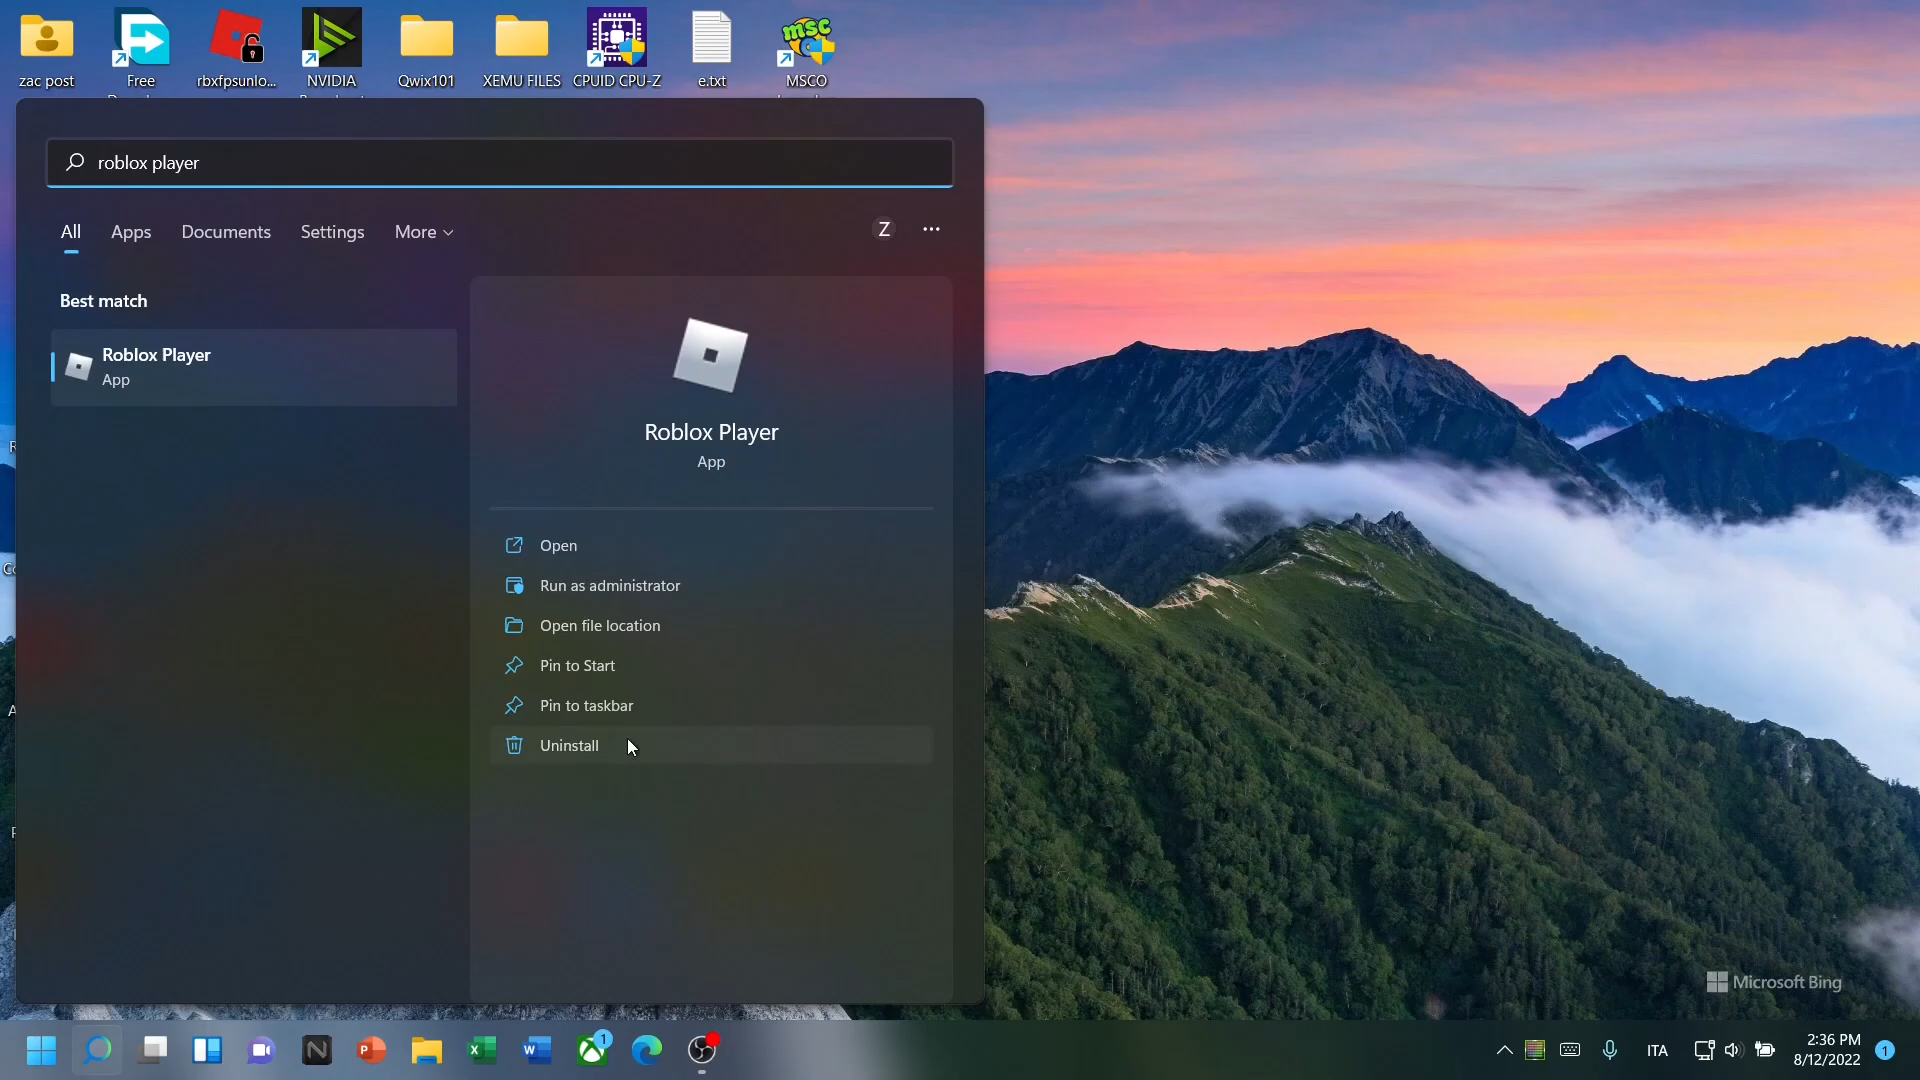 zac post
Free
rbxfpsunlo...
NVIDIA
Qwix101
XEMU FILES
CPUID CPU-Z
e.txt
MSCO
roblox player
All
Apps
Documents
Settings
More
Z
Best match
Roblox Player
App
Roblox Player
App
Open
Run as administrator
Open file location
Pin to Start
Pin to taskbar
Uninstall
Microsoft Bing
1
ITA
2:36 PM
8/12/2022
1